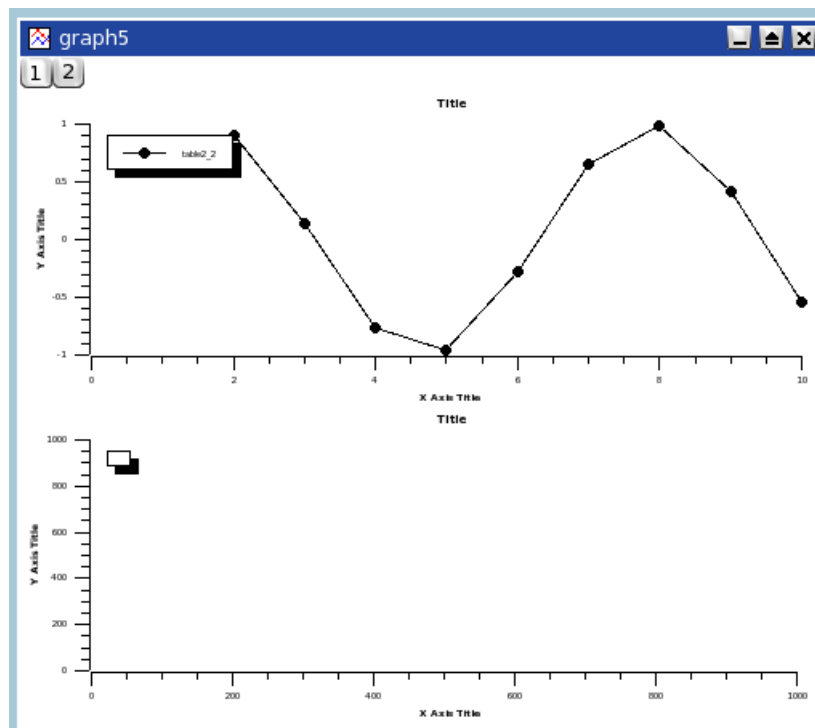 graph5
1 2
Title
1
table2_2
0.5
0
-0.5
-1
Y Axis Title
0 2 4 6 8 10
X Axis Title
Title
1000
800
600
400
200
0
Y Axis Title
0 200 400 600 800 1000
X Axis Title